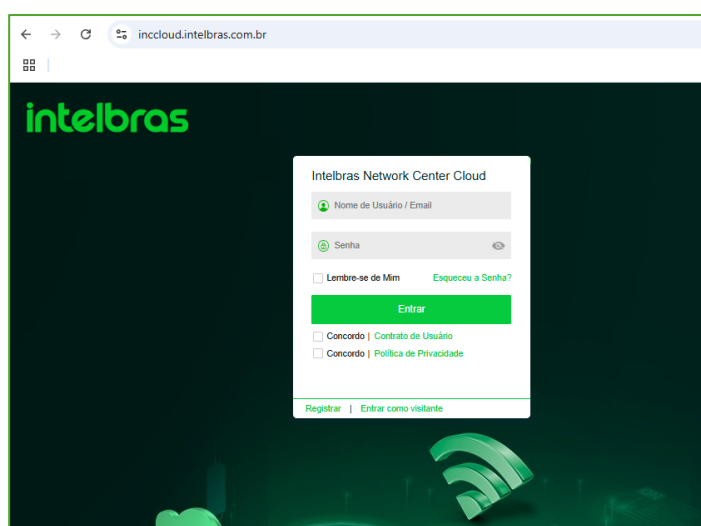 inccloud.intelbras.com.br
intelbras
Intelbras Network Center Cloud
Nome de Usuário / Email
Senha
Lembre-se de Mim Esqueceu a Senha?
Entrar
Concordo | Contrato de Usuário
Concordo | Política de Privacidade
Registrar | Entrar como visitante